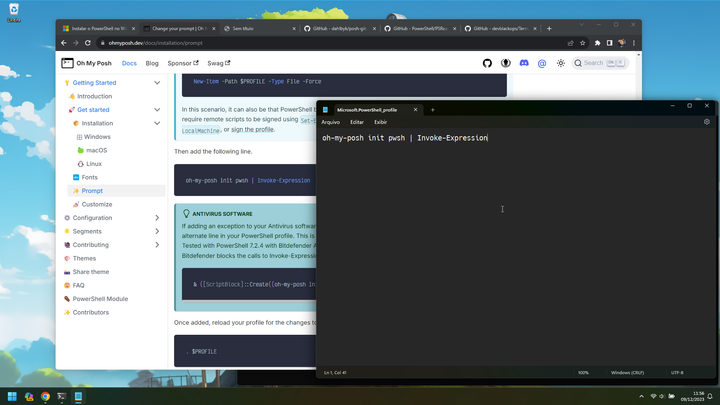 Instalar o PowerShell no W
Change your prompt | Oh M
Sem título
GitHub - dahlbyk/posh-git
GitHub - devblackops/Term
ohmyposh.dev/docs/installation/prompt
Oh My Posh
Docs
Blog
Sponsor
Swag
Search
Getting Started
Introduction
Get started
Installation
Windows
macOS
Linux
Fonts
Prompt
Customize
Configuration
Segments
Contributing
Themes
Share theme
FAQ
PowerShell Module
Contributors
New-Item -Path $PROFILE -Type File -Force
In this scenario, it can also be that PowerShell b
require remote scripts to be signed using Set-
LocalMachine, or sign the profile.
Then add the following line.
oh-my-posh init pwsh | Invoke-Expression
ANTIVIRUS SOFTWARE
If adding an exception to your Antivirus softwar
alternate line in your PowerShell profile. This is
Tested with PowerShell 7.2.4 with Bitdefender A
Bitdefender blocks the calls to Invoke-Express
& ([ScriptBlock]::Create((oh-my-posh in
Once added, reload your profile for the changes to
. $PROFILE
Microsoft.PowerShell_profile
Arquivo
Editar
Exibir
oh-my-posh init pwsh | Invoke-Expression
Ln 1, Col 41
100%
Windows (CRLF)
UTF-8
11:56
09/12/2023